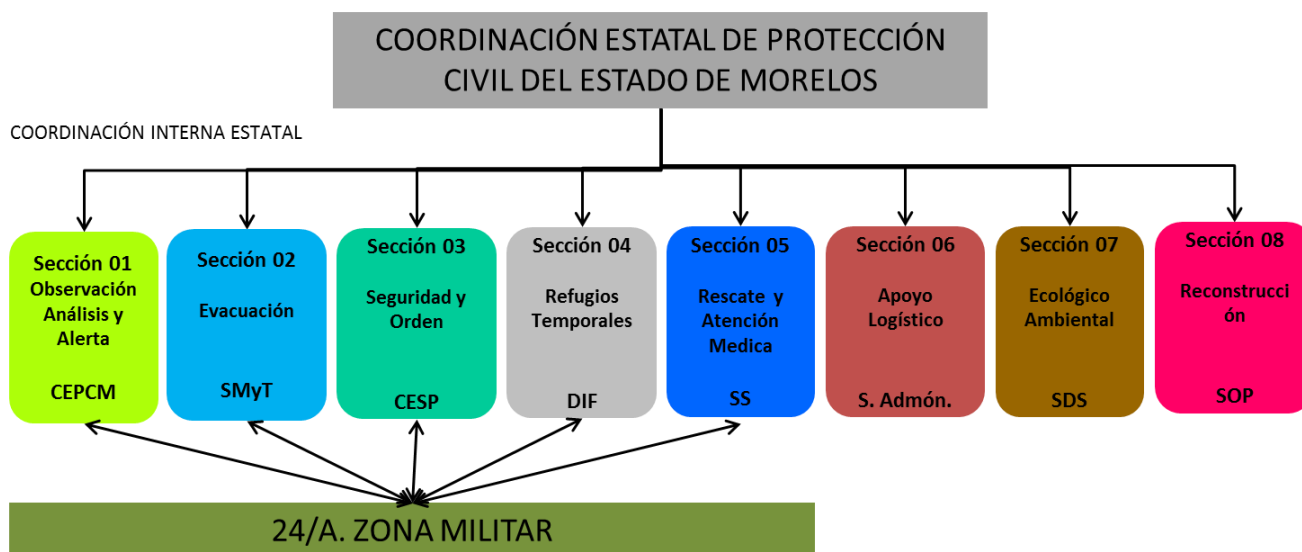 COORDINACIÓN ESTATAL DE PROTECCIÓN
CIVIL DEL ESTADO DE MORELOS
COORDINACIÓN INTERNA ESTATAL
Sección 01
Observación
Análisis y
Alerta
CEPCM
Sección 02
Evacuación
SMyT
Sección 03
Seguridad y
Orden
CESP
Sección 04
Refugios
Temporales
DIF
Sección 05
Rescate y
Atención
Medica
SS
Sección 06
Apoyo
Logístico
S. Admón.
Sección 07
Ecológico
Ambiental
SDS
Sección 08
Reconstrucci
ón
SOP
24/A. ZONA MILITAR